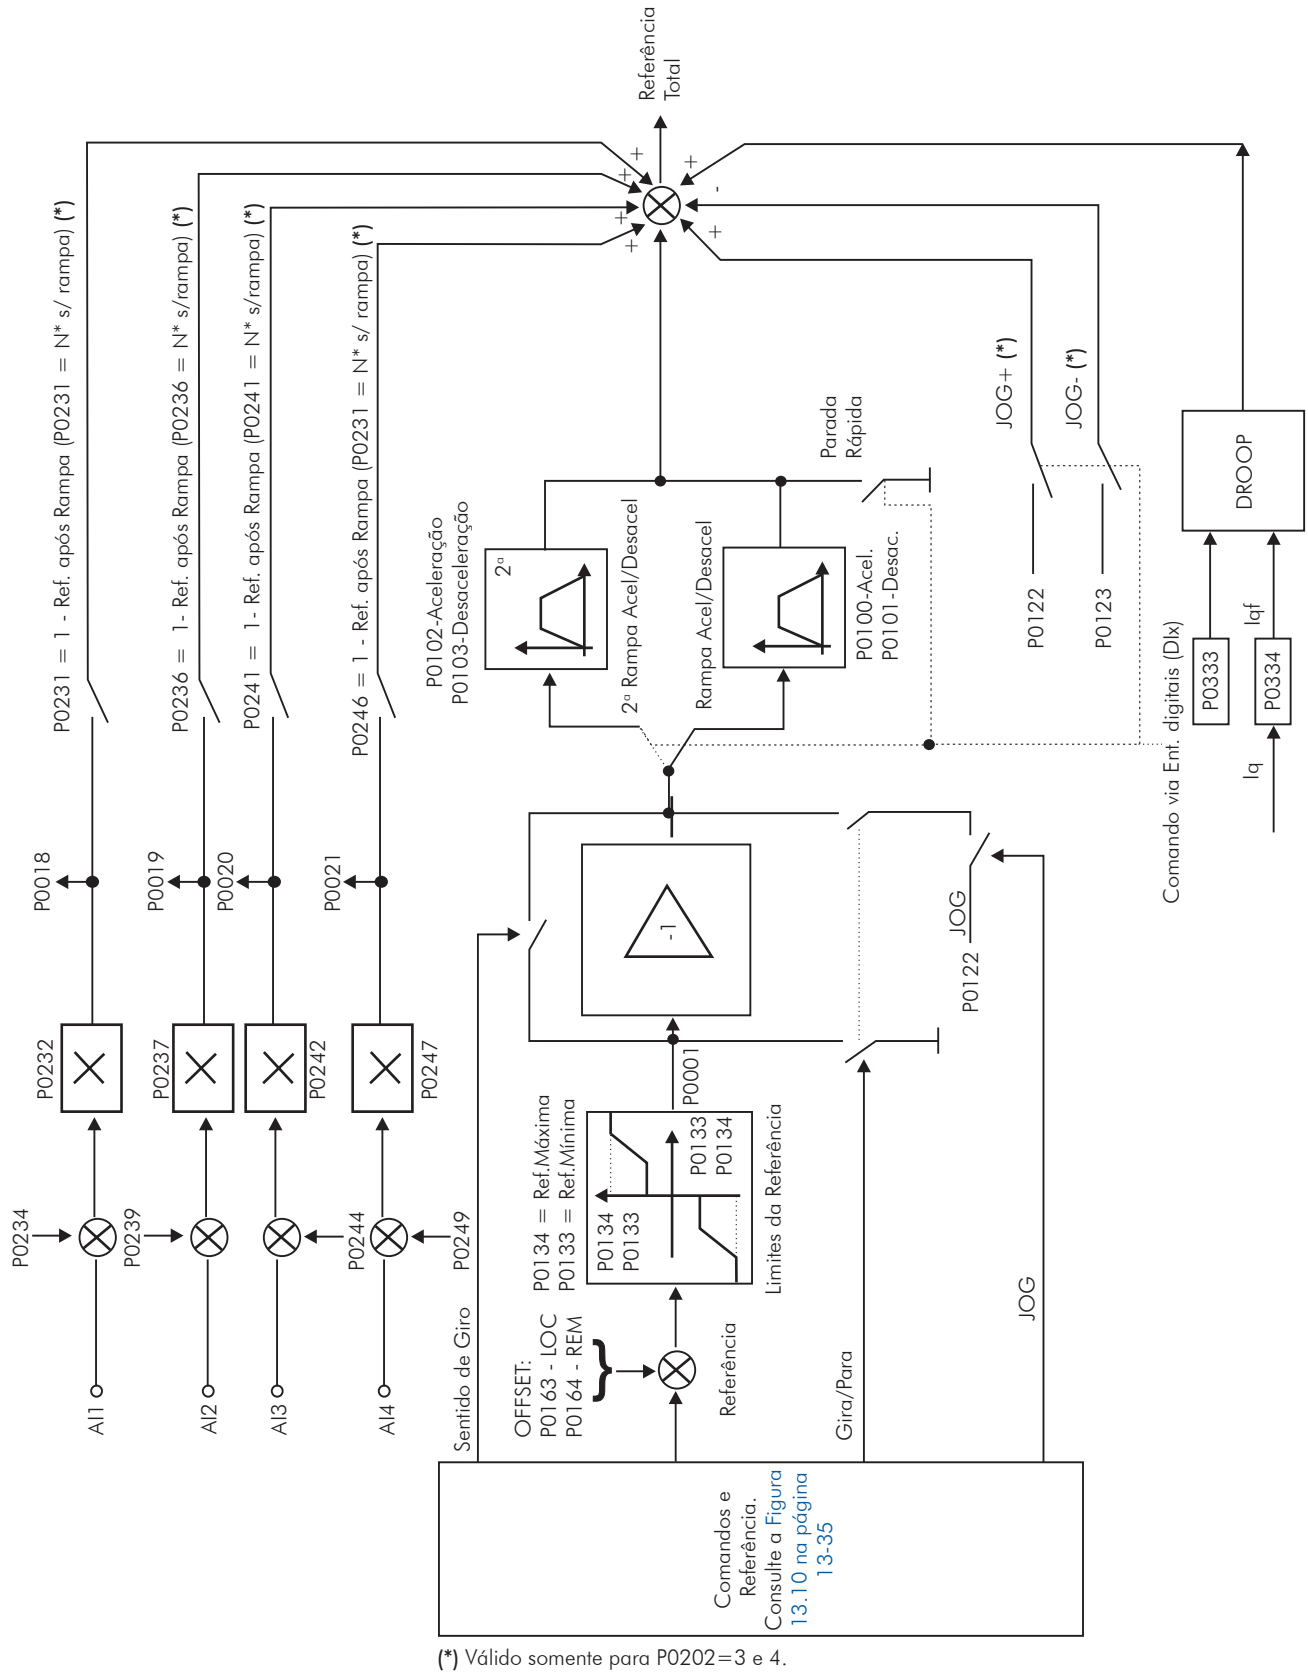 Referência
Total
P0231 = 1 - Ref. após Rampa (P0231 = N* s/ rampa) (*)
P0236 = 1- Ref. após Rampa (P0236 = N* s/rampa) (*)
P0241 = 1- Ref. após Rampa (P0241 = N* s/rampa) (*)
P0246 = 1 - Ref. após Rampa (P0231 = N* s/ rampa) (*)
+
+
+
+
+
-
+
P0018
P0019
P0020
P0021
P0232
P0237
P0242
P0247
P0234
P0239
P0244
P0249
AI1
AI2
AI3
AI4
P0102-Aceleração
P0103-Desaceleração
2ª
2ª Rampa Acel/Desacel
Rampa Acel/Desacel
P0100-Acel.
P0101-Desac.
Parada
Rápida
JOG+ (*)
JOG- (*)
P0122
P0123
DROOP
P0333
P0334
Iqf
Iq
Comando via Ent. digitais (DIx)
-1
JOG
P0122
P0001
P0134 = Ref.Máxima
P0133 = Ref.Mínima
P0134
P0133
P0133
P0134
Limites da Referência
OFFSET:
P0163 - LOC
P0164 - REM
}
Referência
Sentido de Giro
Gira/Para
JOG
Comandos e
Referência.
Consulte a Figura
13.10 na página
13-35
(*) Válido somente para P0202=3 e 4.